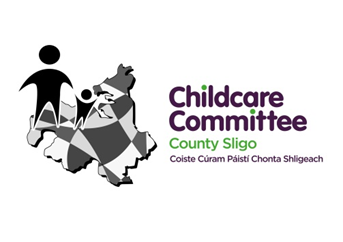 Childcare
Committee
County Sligo
Coiste Cúram Páistí Chonta Shligeach